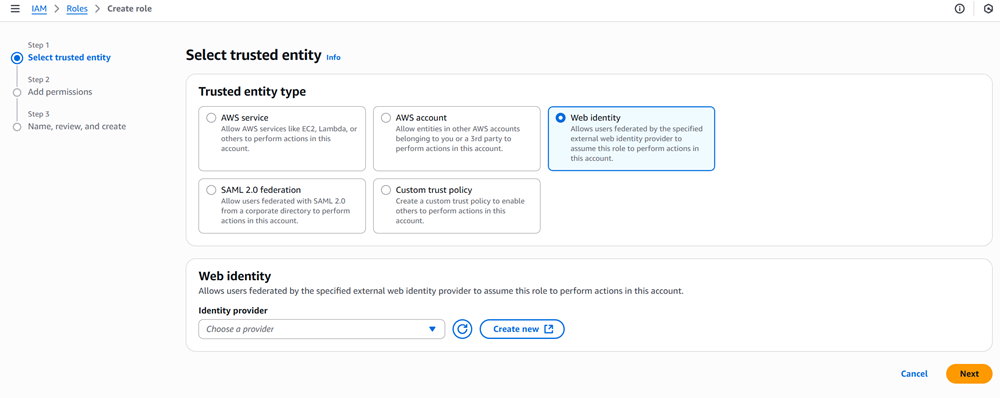 IAM > Roles > Create role
Step 1
Select trusted entity
Step 2
Add permissions
Step 3
Name, review, and create
Select trusted entity Info
Trusted entity type
AWS service
Allow AWS services like EC2, Lambda, or
others to perform actions in this
account.
AWS account
Allow entities in other AWS accounts
belonging to you or a 3rd party to
perform actions in this account.
Web identity
Allows users federated by the specified
external web identity provider to
assume this role to perform actions in
this account.
SAML 2.0 federation
Allow users federated with SAML 2.0
from a corporate directory to perform
actions in this account.
Custom trust policy
Create a custom trust policy to enable
others to perform actions in this
account.
Web identity
Allows users federated by the specified external web identity provider to assume this role to perform actions in this account.
Identity provider
Choose a provider
Create new
Cancel
Next